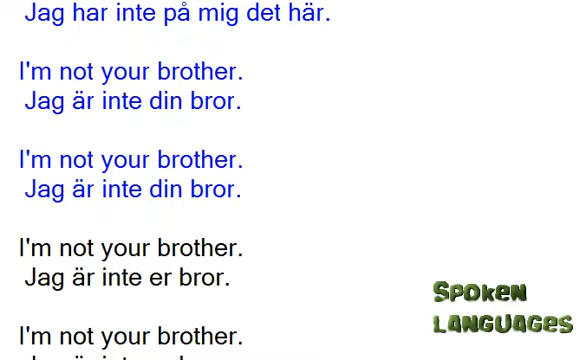 Jag har inte på mig det här.
I'm not your brother.
Jag är inte din bror.
I'm not your brother.
Jag är inte din bror.
I'm not your brother.
Jag är inte er bror.
I'm not your brother.
Spoken
Languages